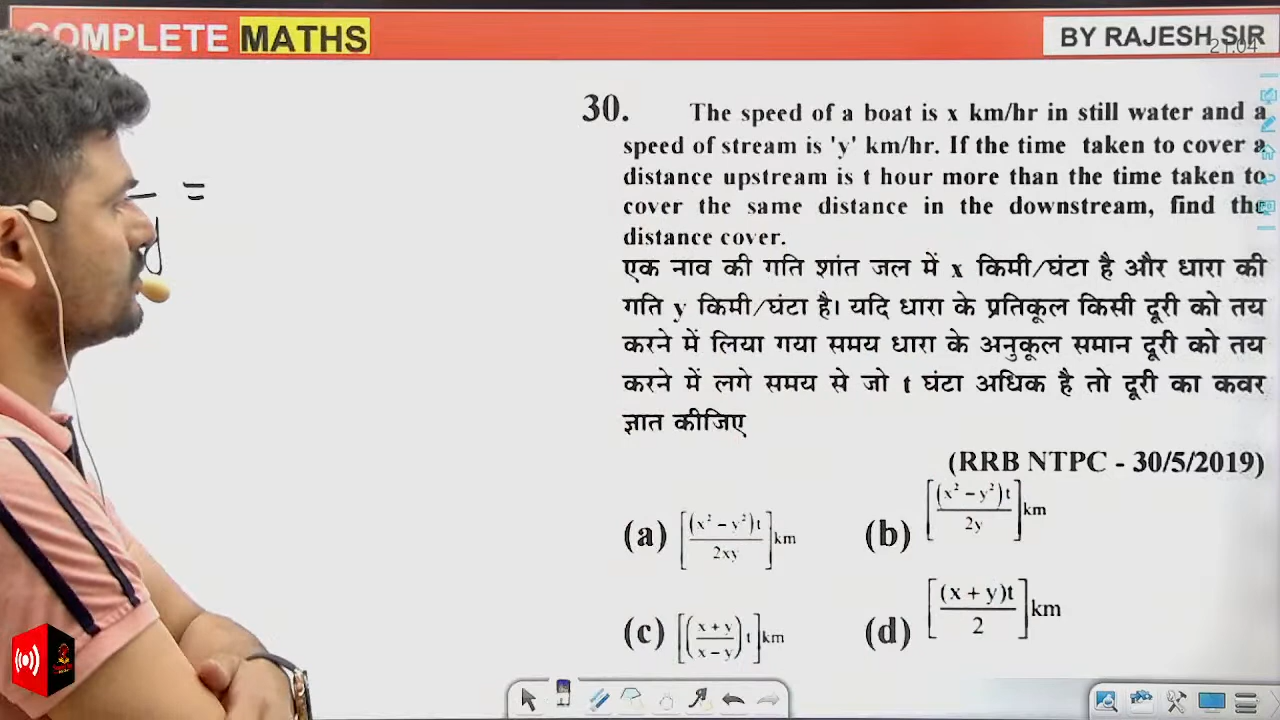 COMPLETE MATHS
BY RAJESH SIR
21:04
30. The speed of a boat is x km/hr in still water and a
speed of stream is 'y' km/hr. If the time taken to cover a
distance upstream is t hour more than the time taken to
cover the same distance in the downstream, find the
distance cover.
एक नाव की गति शांत जल में x किमी/घंटा है और धारा की
गति y किमी/घंटा है। यदि धारा के प्रतिकूल किसी दूरी को तय
करने में लिया गया समय धारा के अनुकूल समान दूरी को तय
करने में लगे समय से जो t घंटा अधिक है तो दूरी का कवर
ज्ञात कीजिए
(RRB NTPC - 30/5/2019)
(a) [(x² – y²)t / 2xy] km
(b) [(x² – y²)t / 2y] km
(c) [((x + y) / (x – y)) t] km
(d) [(x + y)t / 2] km
=